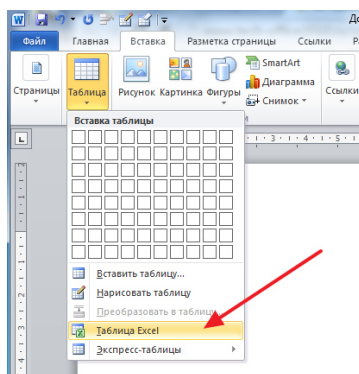 До
Файл Главная Вставка Разметка страницы Ссылки Р
Страницы Таблица Рисунок Картинка Фигуры SmartArt Диаграмма Снимок Ссылки
Вставка таблицы
Вставить таблицу...
Нарисовать таблицу
Преобразовать в таблицу
Таблица Excel
Экспресс-таблицы